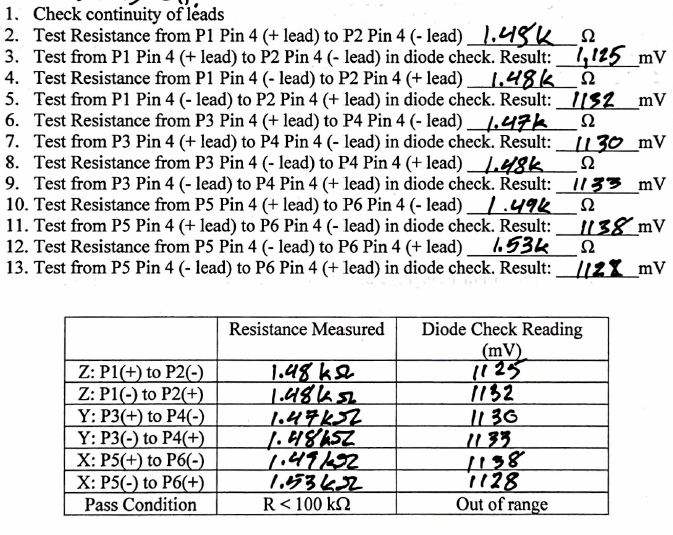 1. Check continuity of leads
2. Test Resistance from P1 Pin 4 (+ lead) to P2 Pin 4 (- lead) 1.48k Ω
3. Test from P1 Pin 4 (+ lead) to P2 Pin 4 (- lead) in diode check. Result: 1,125 mV
4. Test Resistance from P1 Pin 4 (- lead) to P2 Pin 4 (+ lead) 1.48k Ω
5. Test from P1 Pin 4 (- lead) to P2 Pin 4 (+ lead) in diode check. Result: 1132 mV
6. Test Resistance from P3 Pin 4 (+ lead) to P4 Pin 4 (- lead) 1.47k Ω
7. Test from P3 Pin 4 (+ lead) to P4 Pin 4 (- lead) in diode check. Result: 1130 mV
8. Test Resistance from P3 Pin 4 (- lead) to P4 Pin 4 (+ lead) 1.48k Ω
9. Test from P3 Pin 4 (- lead) to P4 Pin 4 (+ lead) in diode check. Result: 1133 mV
10. Test Resistance from P5 Pin 4 (+ lead) to P6 Pin 4 (- lead) 1.49k Ω
11. Test from P5 Pin 4 (+ lead) to P6 Pin 4 (- lead) in diode check. Result: 1138 mV
12. Test Resistance from P5 Pin 4 (- lead) to P6 Pin 4 (+ lead) 1.53k Ω
13. Test from P5 Pin 4 (- lead) to P6 Pin 4 (+ lead) in diode check. Result: 1128 mV
Resistance Measured Diode Check Reading
(mV)
Z: P1(+) to P2(-) 1.48 kΩ 1125
Z: P1(-) to P2(+) 1.48kΩ 1132
Y: P3(+) to P4(-) 1.47kΩ 1130
Y: P3(-) to P4(+) 1.48kΩ 1133
X: P5(+) to P6(-) 1.49kΩ 1138
X: P5(-) to P6(+) 1.53kΩ 1128
Pass Condition R < 100 kΩ Out of range